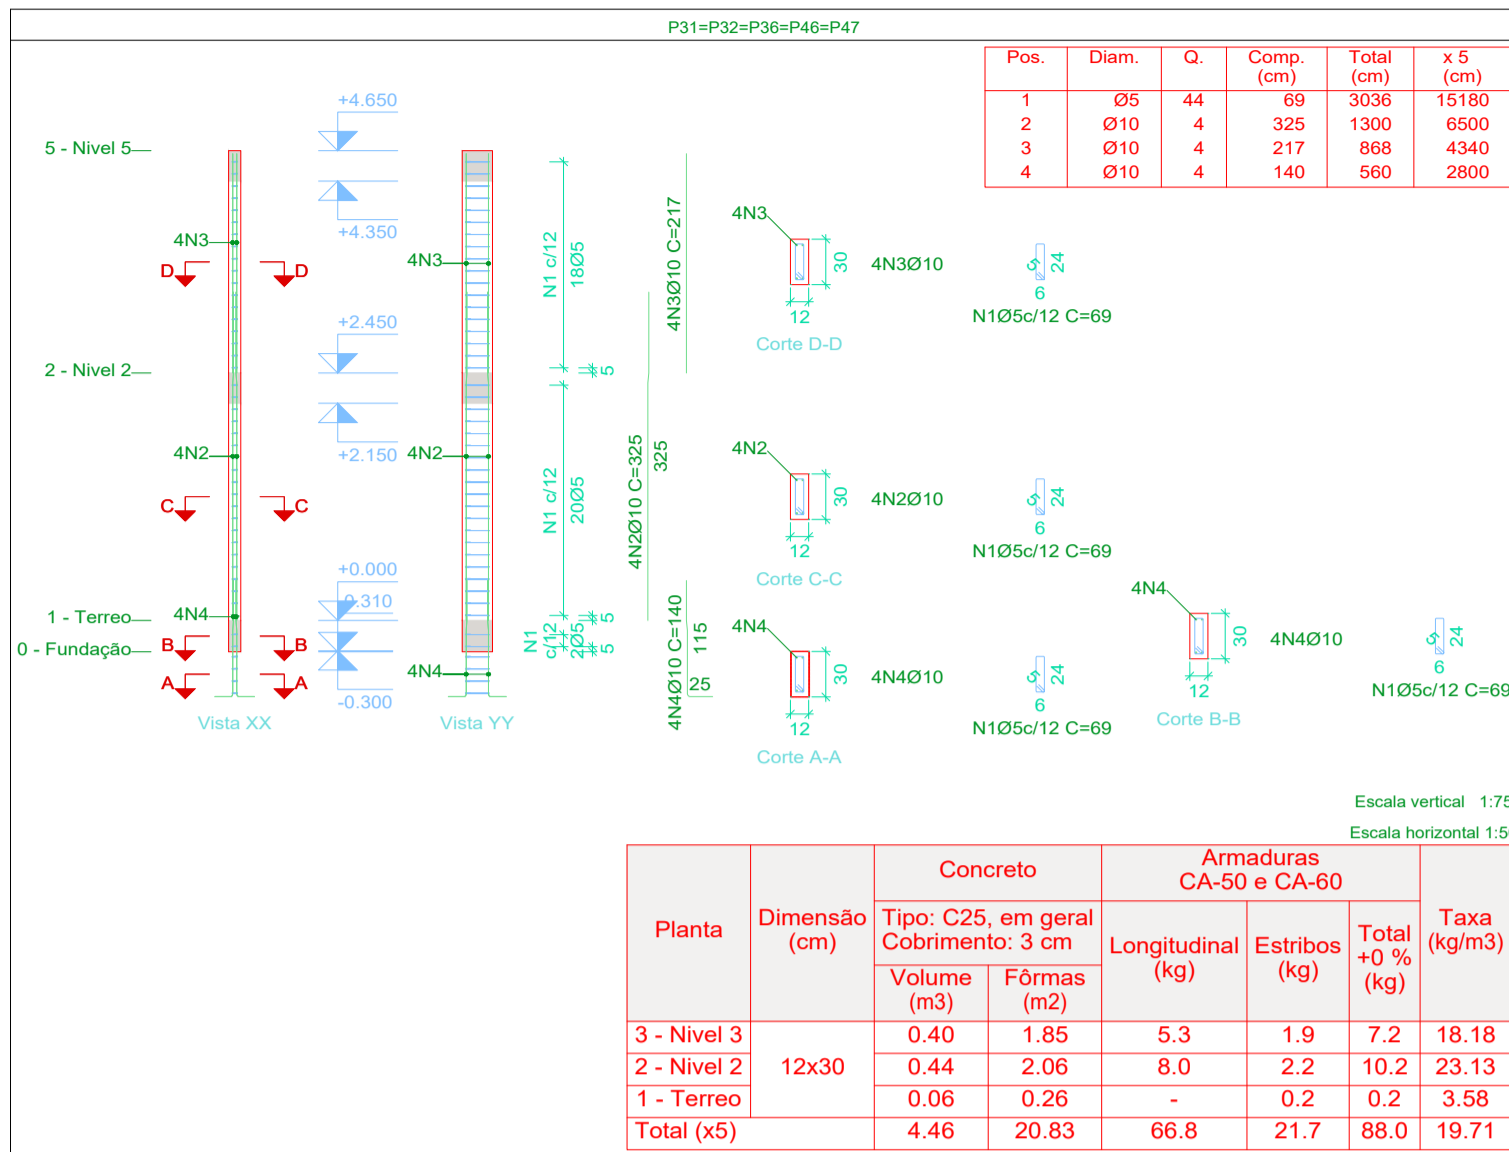 P31=P32=P36=P46=P47
Pos. Diam. Q. Comp. (cm) Total (cm) x 5 (cm)
1 Ø5 44 69 3036 15180
2 Ø10 4 325 1300 6500
3 Ø10 4 217 868 4340
4 Ø10 4 140 560 2800
5 - Nivel 5
2 - Nivel 2
1 - Terreo
0 - Fundação
4N3
D D
4N2
C C
4N4
B B
A A
Vista XX
+4.650
+4.350
+2.450
+2.150
+0.000
0.310
-0.300
4N3
4N2
4N4
Vista YY
N1 c/12
18Ø5
5
N1 c/12
20Ø5
5
N1
c/12
2Ø5
5
4N3Ø10 C=217
4N2Ø10 C=325
325
4N4Ø10 C=140
115
25
4N3
30
12
4N3Ø10
Corte D-D
5
24
6
N1Ø5c/12 C=69
4N2
30
12
4N2Ø10
Corte C-C
5
24
6
N1Ø5c/12 C=69
4N4
30
12
4N4Ø10
Corte A-A
5
24
6
N1Ø5c/12 C=69
4N4
30
12
4N4Ø10
Corte B-B
5
24
6
N1Ø5c/12 C=69
Escala vertical 1:75
Escala horizontal 1:5
Planta
Dimensão
(cm)
Concreto
Tipo: C25, em geral
Cobrimento: 3 cm
Volume
(m3)
Fôrmas
(m2)
Armaduras
CA-50 e CA-60
Longitudinal
(kg)
Estribos
(kg)
Total
+0 %
(kg)
Taxa
(kg/m3)
3 - Nivel 3 0.40 1.85 5.3 1.9 7.2 18.18
2 - Nivel 2 12x30 0.44 2.06 8.0 2.2 10.2 23.13
1 - Terreo 0.06 0.26 - 0.2 0.2 3.58
Total (x5) 4.46 20.83 66.8 21.7 88.0 19.71